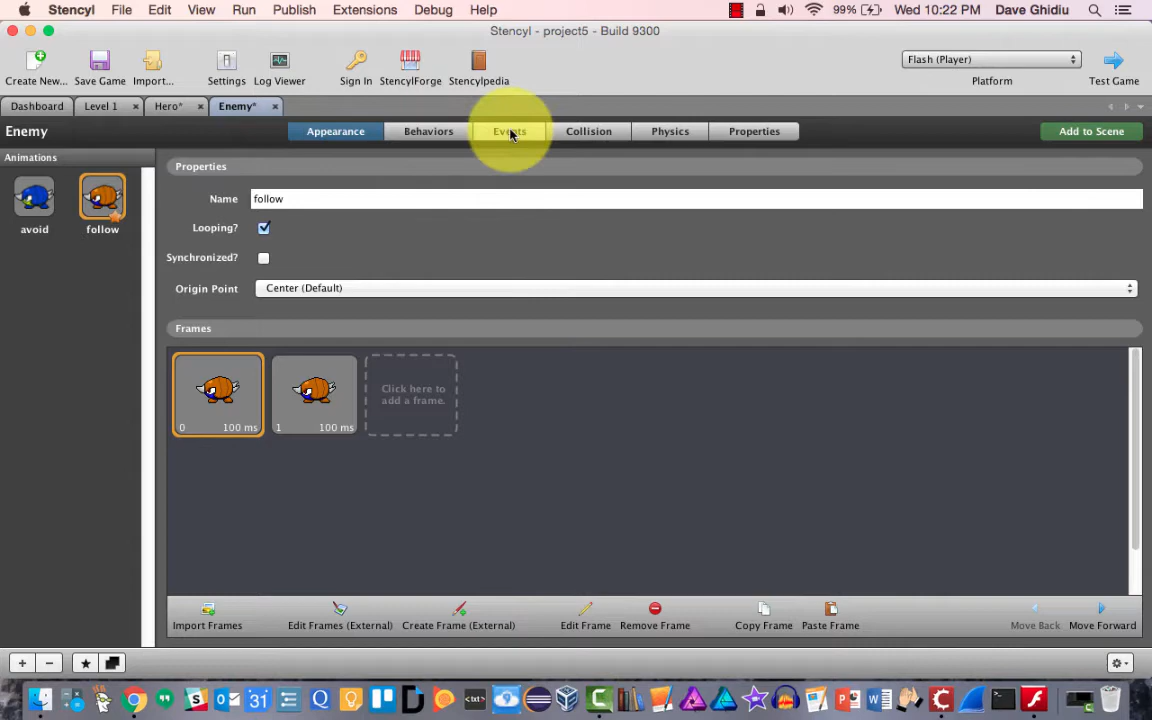 Stencyl File Edit View Run Publish Extensions Debug Help 99% Wed 10:22 PM Dave Ghidiu
Stencyl - project5 - Build 9300
Create New... Save Game Import... Settings Log Viewer Sign In StencylForge Stencylpedia Flash (Player) Platform Test Game
Dashboard Level 1 Hero* Enemy*
Enemy Appearance Behaviors Events Collision Physics Properties Add to Scene
Animations
avoid follow
Properties
Name follow
Looping?
Synchronized?
Origin Point Center (Default)
Frames
Click here to
add a frame.
0 100 ms 1 100 ms
Import Frames Edit Frames (External) Create Frame (External) Edit Frame Remove Frame Copy Frame Paste Frame Move Back Move Forward
31 <txt>